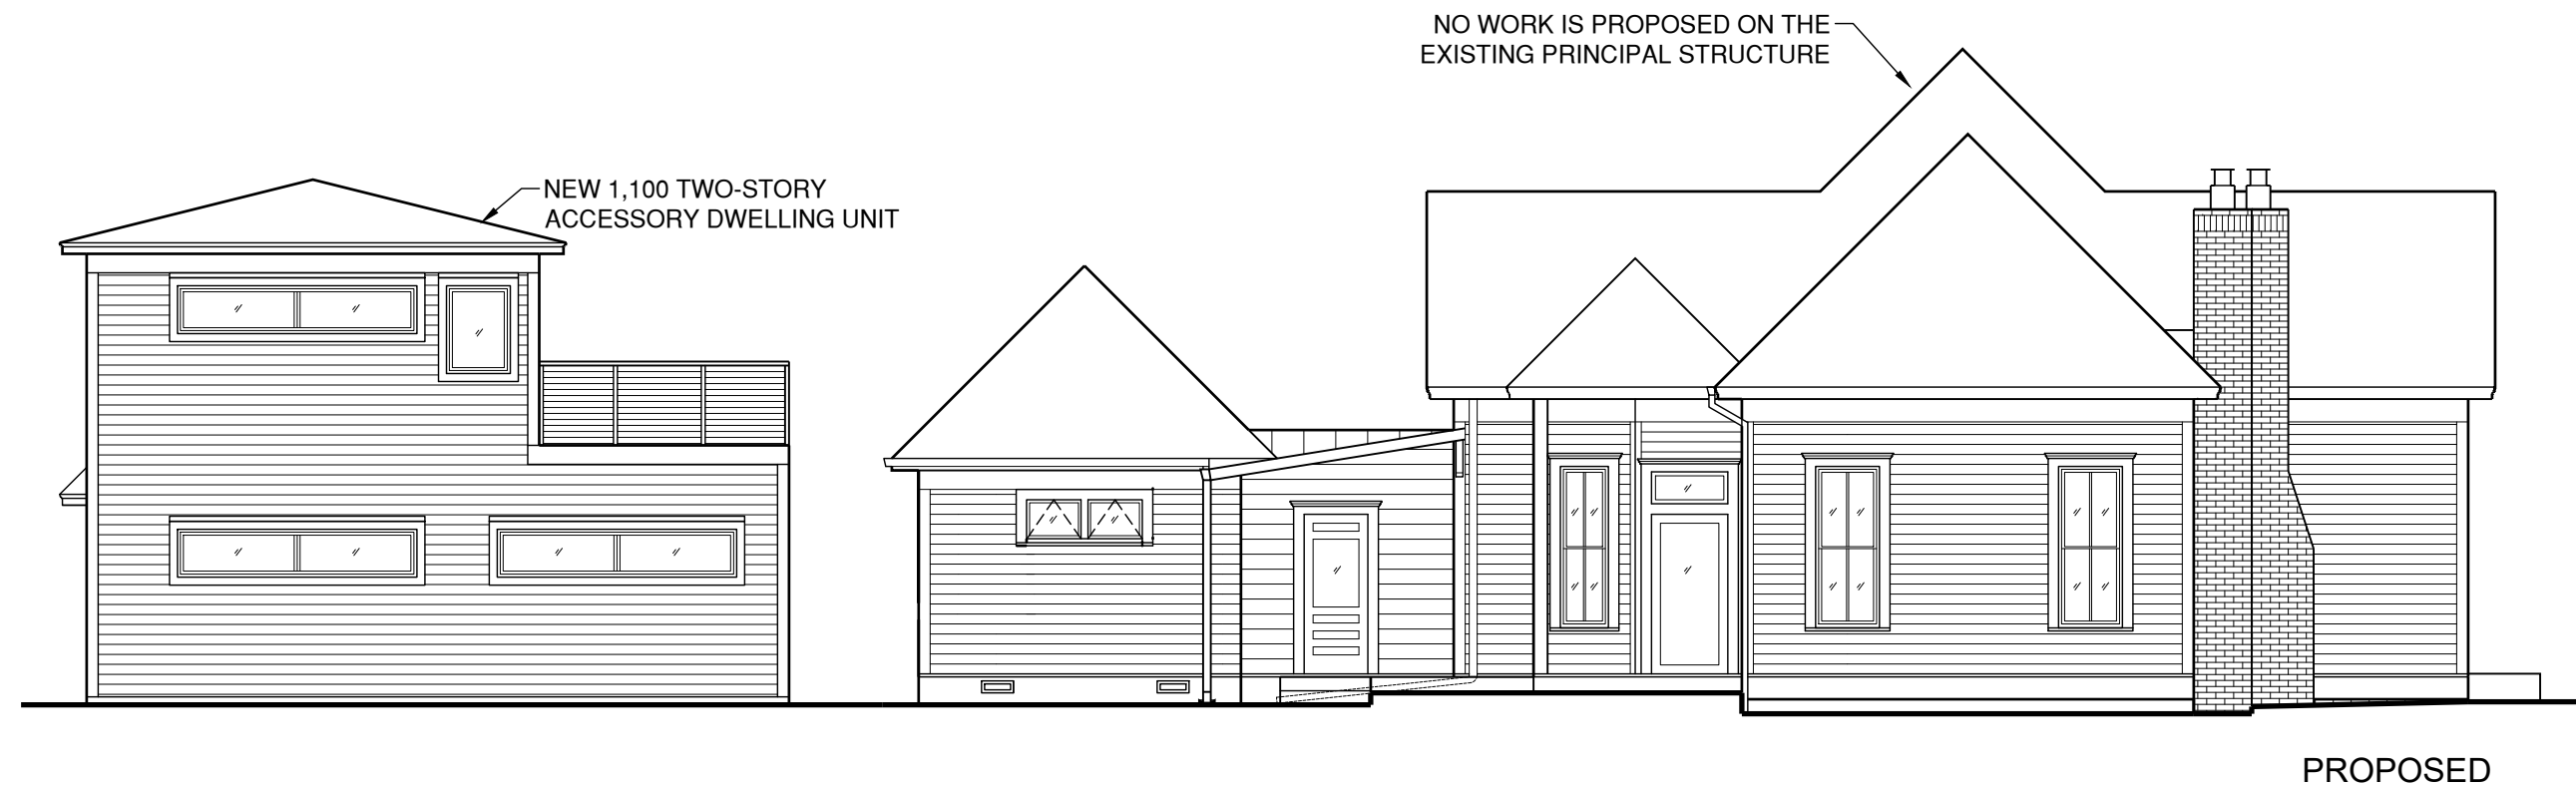 NO WORK IS PROPOSED ON THE
EXISTING PRINCIPAL STRUCTURE
NEW 1,100 TWO-STORY
ACCESSORY DWELLING UNIT
PROPOSED